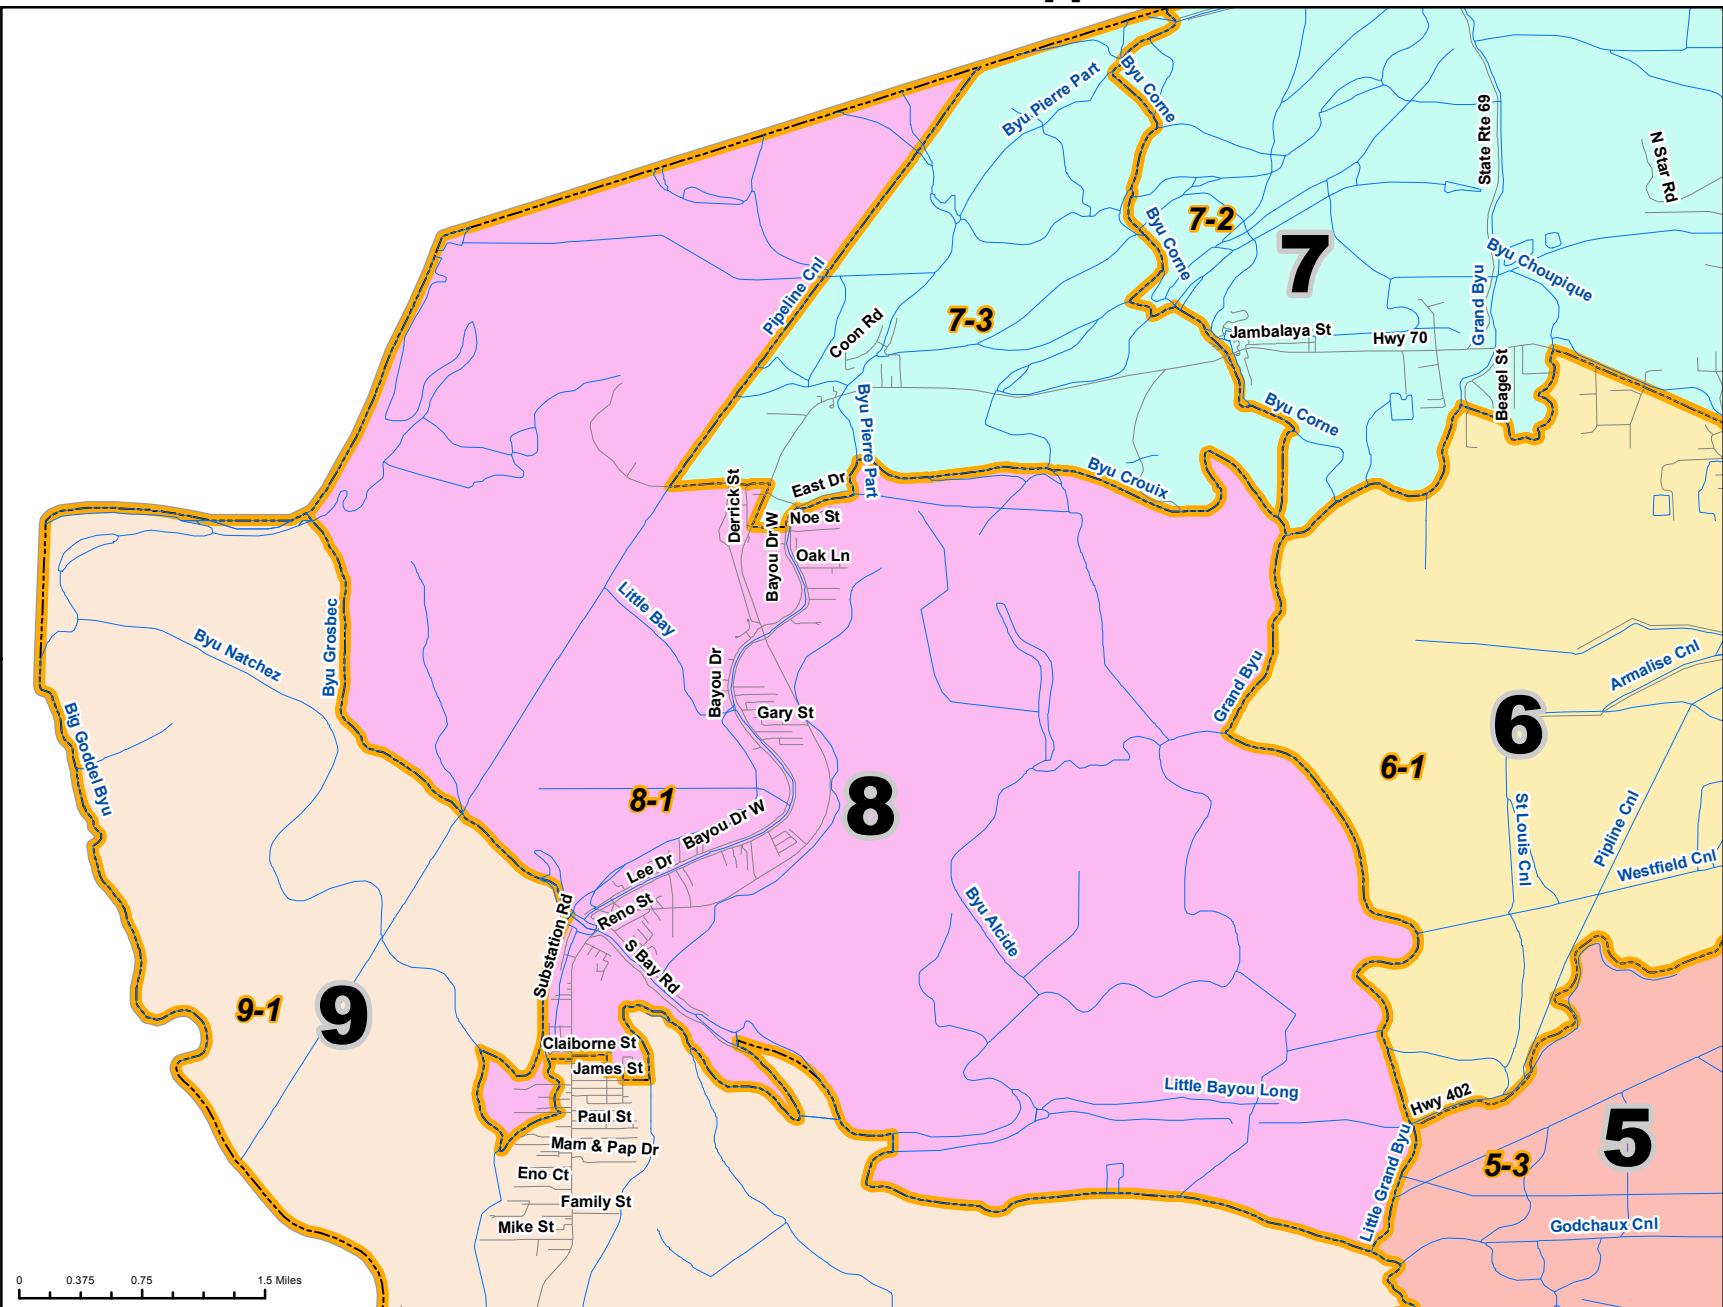 Byu Pierre Part
Byu Corne
State Rte 69
N Star Rd
7-2
Byu Corne
7
Byu Choupique
Grand Byu
Pipeline Cnl
7-3
Coon Rd
Jambalaya St
Hwy 70
Beagel St
Byu Pierre Part
Byu Corne
Byu Crouix
Derrick St
East Dr
Bayou Dr W
Noe St
Oak Ln
Little Bay
Byu Grosbec
Byu Natchez
Bayou Dr
Gary St
Grand Byu
Armalise Cnl
Big Goddel Byu
6
6-1
8-1
8
Bayou Dr W
Lee Dr
St Louis Cnl
Pipline Cnl
Westfield Cnl
Reno St
Byu Alcide
Substation Rd
S Bay Rd
9-1
9
Claiborne St
James St
Little Bayou Long
Hwy 402
Paul St
Mam & Pap Dr
5
5-3
Little Grand Byu
Eno Ct
Family St
Mike St
Godchaux Cnl
0 0.375 0.75 1.5 Miles